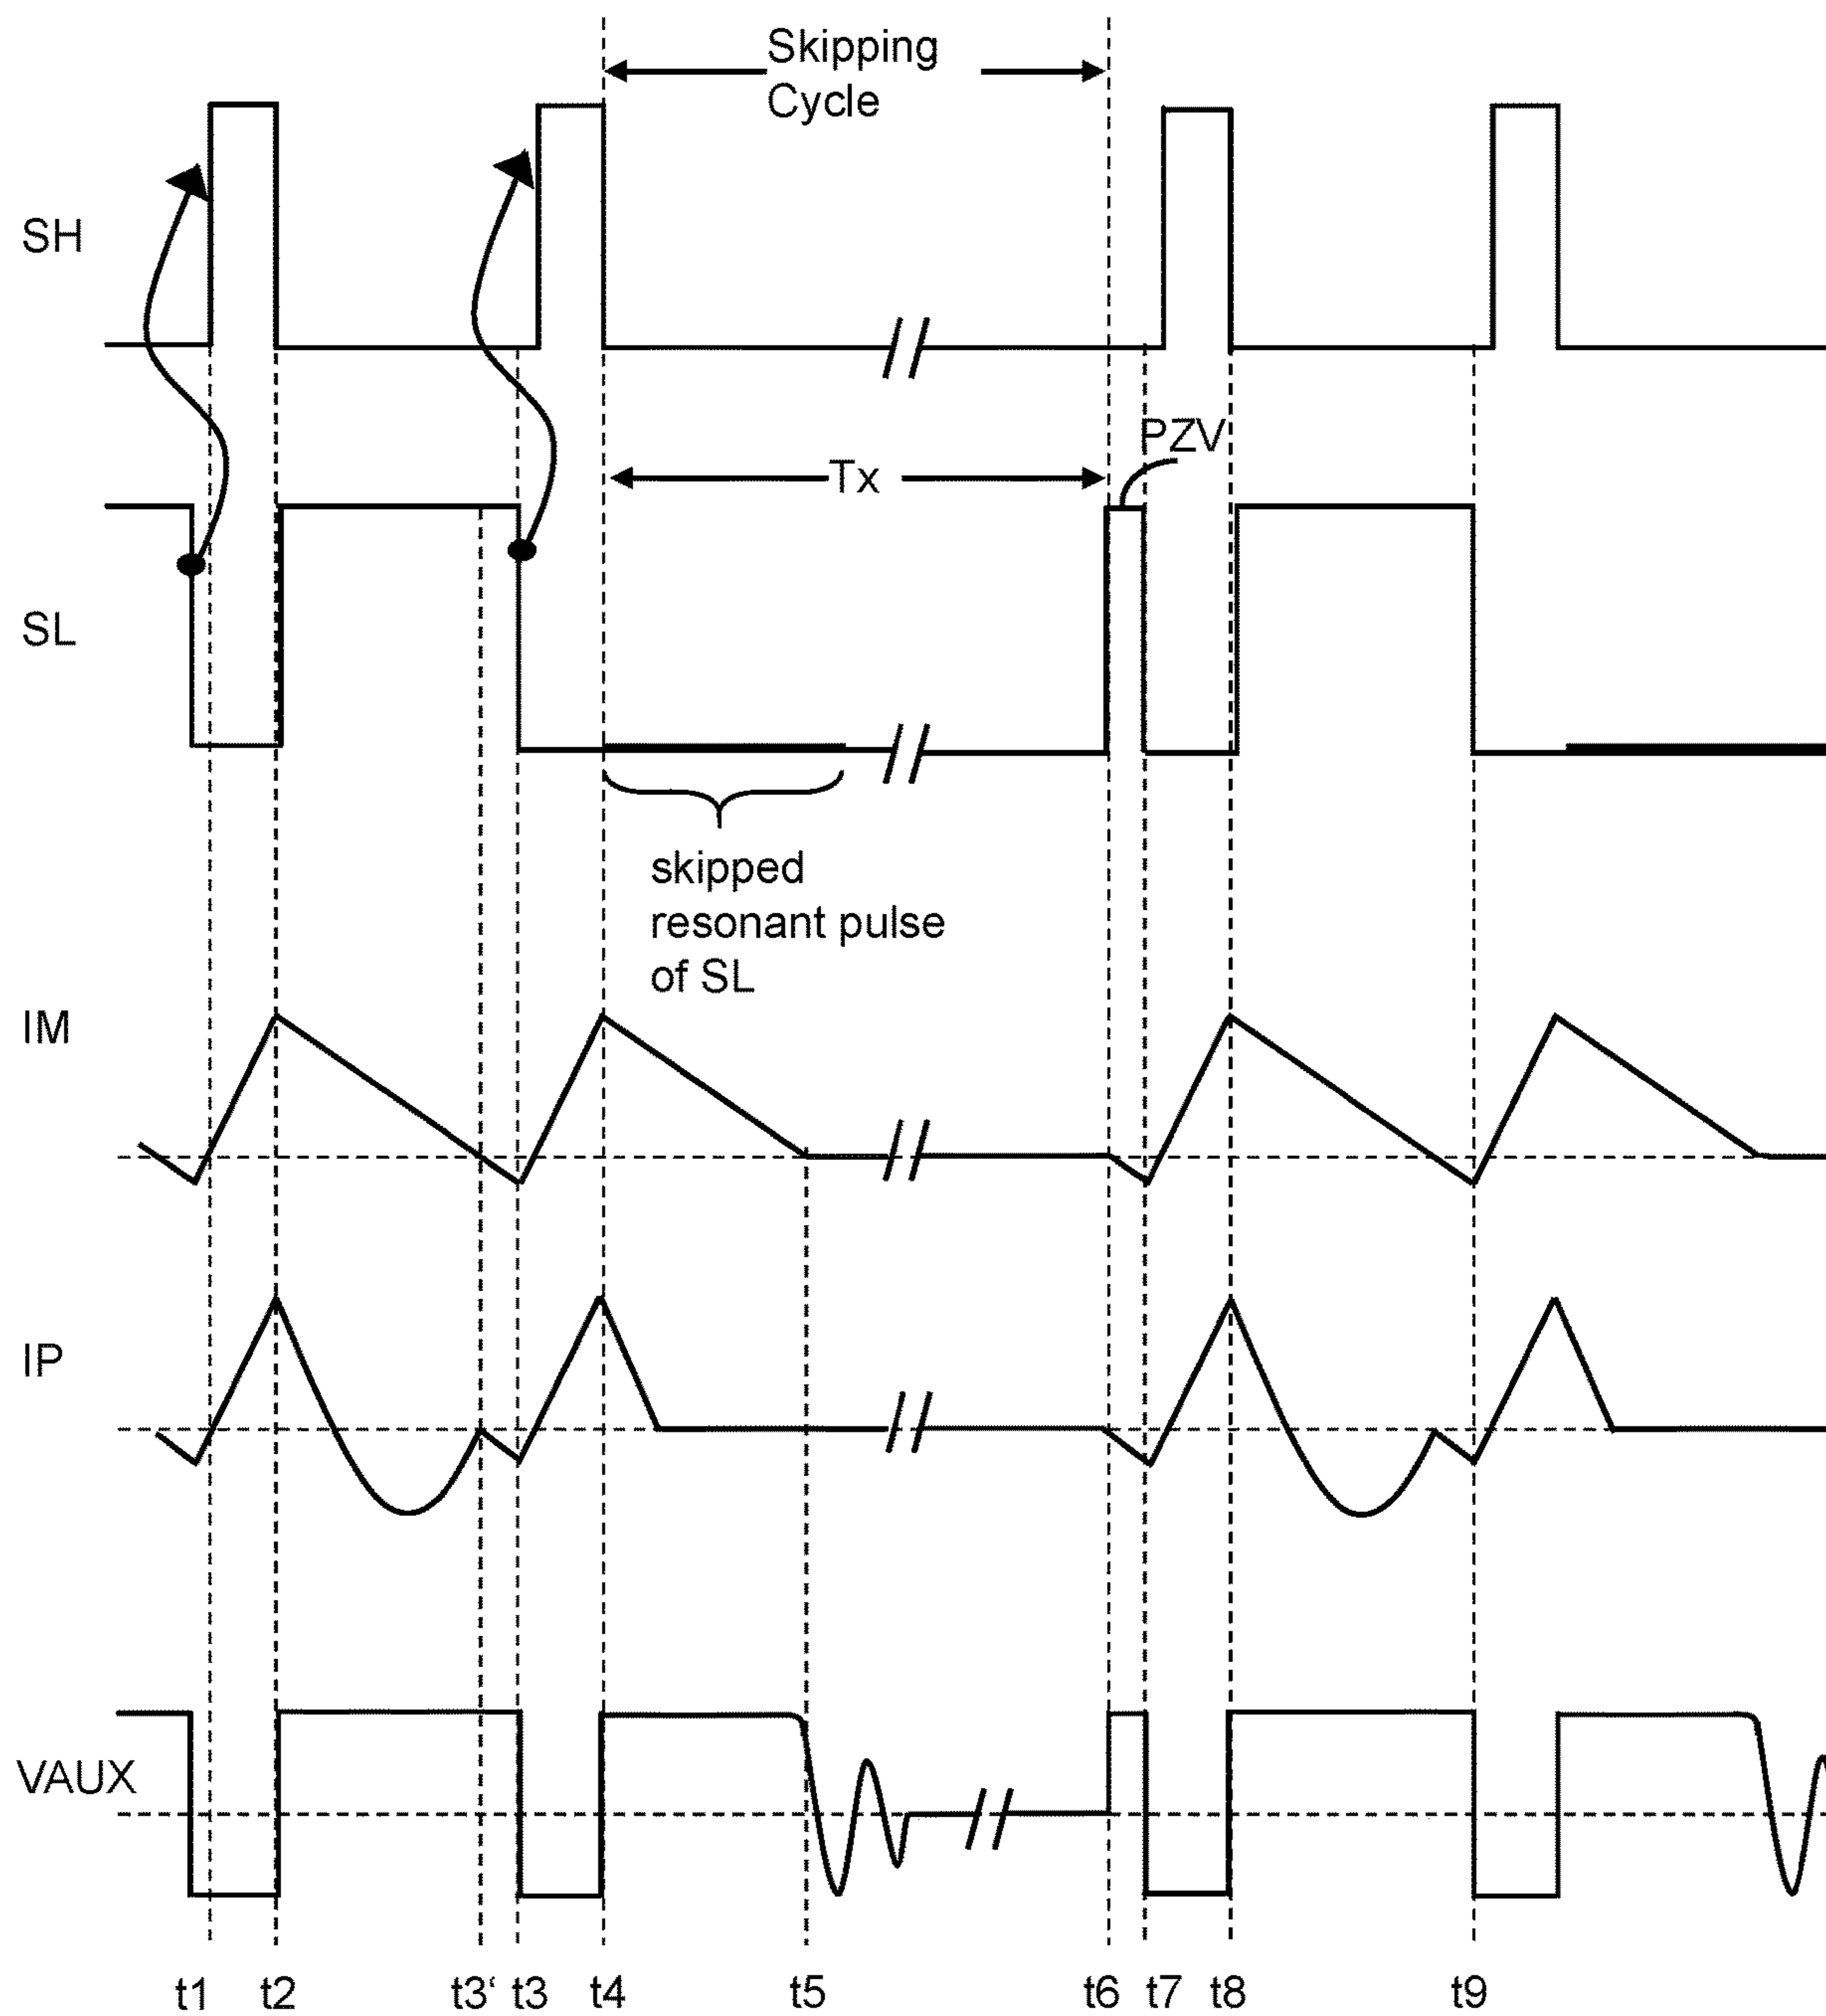 Skipping
Cycle
SH
PZV
Tx
SL
skipped
resonant pulse
of SL
IM
IP
VAUX
t1 t2 t3‘ t3 t4 t5 t6 t7 t8 t9